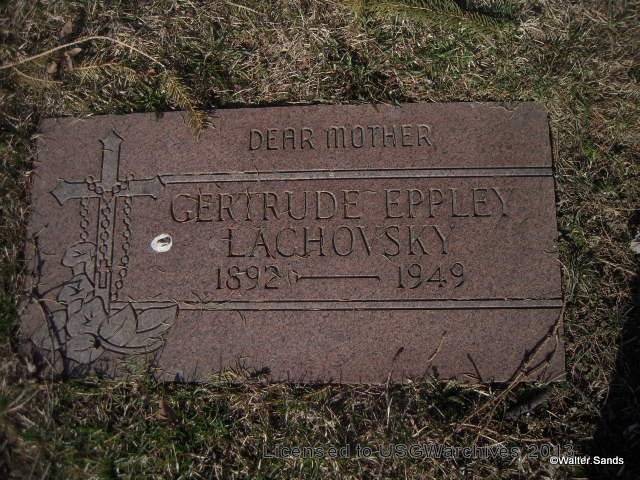 DEAR MOTHER
GERTRUDE EPPLEY
LACHOVSKY
1892 — 1949
Licensed to USGWarchives 2013
©Walter.Sands